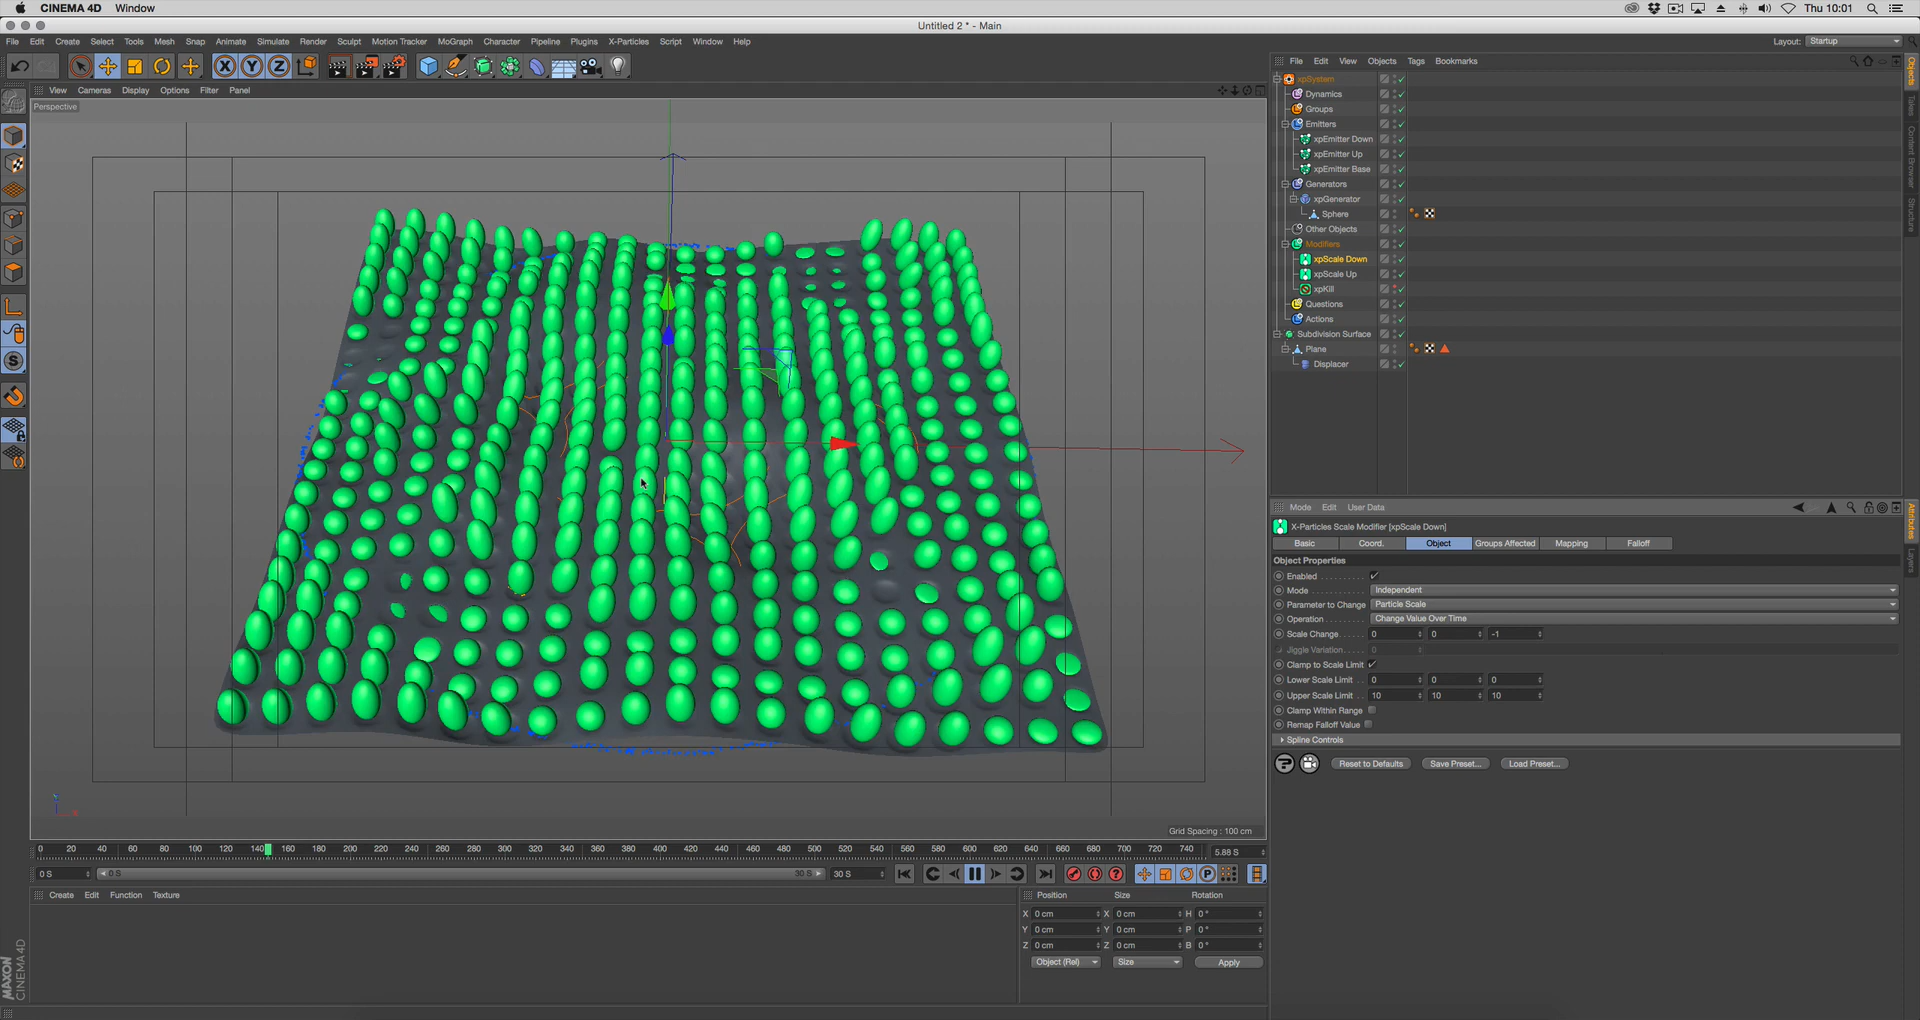 CINEMA 4D Window Thu 10:01
Untitled 2 * - Main
File Edit Create Select Tools Mesh Snap Animate Simulate Render Sculpt Motion Tracker MoGraph Character Pipeline Plugins X-Particles Script Window Help Layout: Startup
X Y Z
File Edit View Objects Tags Bookmarks
View Cameras Display Options Filter Panel
Perspective
xpSystem
Dynamics
Groups
Emitters
xpEmitter Down
xpEmitter Up
xpEmitter Base
Generators
xpGenerator
Sphere
Other Objects
Modifiers
xpScale Down
xpScale Up
xpKill
Questions
Actions
Subdivision Surface
Plane
Displacer
Objects
Takes
Content Browser
Structure
Mode Edit User Data
X-Particles Scale Modifier [xpScale Down]
Basic Coord. Object Groups Affected Mapping Falloff
Object Properties
Enabled
Mode Independent
Parameter to Change Particle Scale
Operation Change Value Over Time
Scale Change 0 0 -1
Jiggle Variation 0
Clamp to Scale Limit
Lower Scale Limit 0 0 0
Upper Scale Limit 10 10 10
Clamp Within Range
Remap Falloff Value
Spline Controls
Reset to Defaults Save Preset... Load Preset...
Attributes
Layers
Grid Spacing : 100 cm
0 20 40 60 80 100 120 140 160 180 200 220 240 260 280 300 320 340 360 380 400 420 440 460 480 500 520 540 560 580 600 620 640 660 680 700 720 740 5.88 S
0 S 0 S 30 S 30 S
Create Edit Function Texture
Position Size Rotation
X 0 cm X 0 cm H 0 °
Y 0 cm Y 0 cm P 0 °
Z 0 cm Z 0 cm B 0 °
Object (Rel) Size Apply
MAXON
CINEMA 4D